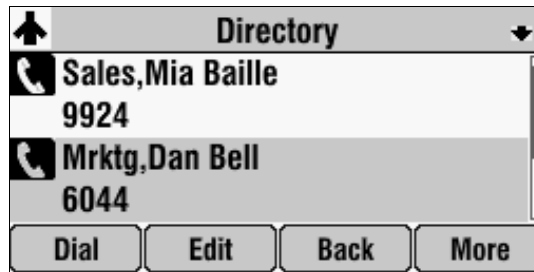 Directory
Sales,Mia Baille
9924
Mrktg,Dan Bell
6044
Dial Edit Back More